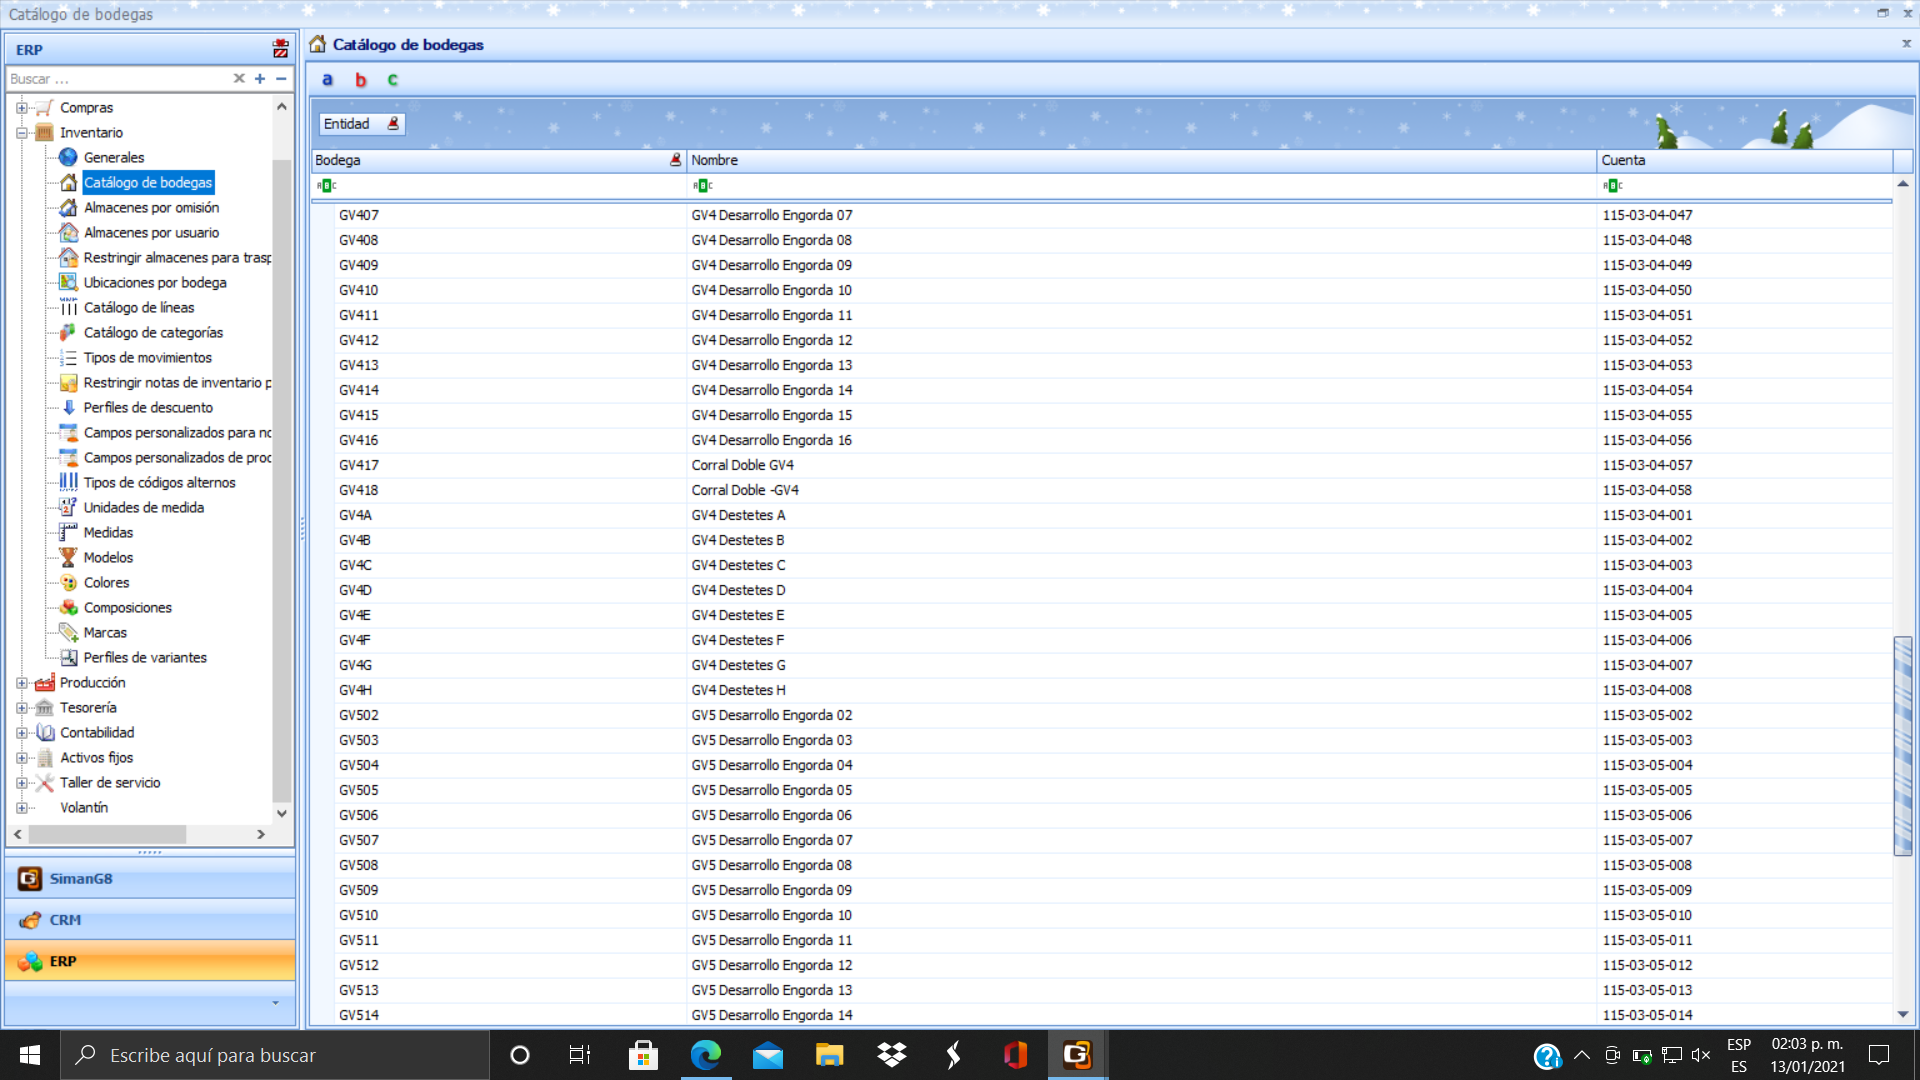 Catálogo de bodegas
ERP
Buscar ...
Compras
Inventario
Generales
Catálogo de bodegas
Almacenes por omisión
Almacenes por usuario
Restringir almacenes para trasp
Ubicaciones por bodega
Catálogo de líneas
Catálogo de categorías
Tipos de movimientos
Restringir notas de inventario p
Perfiles de descuento
Campos personalizados para no
Campos personalizados de proc
Tipos de códigos alternos
Unidades de medida
Medidas
Modelos
Colores
Composiciones
Marcas
Perfiles de variantes
Producción
Tesorería
Contabilidad
Activos fijos
Taller de servicio
Volantín
SimanG8
CRM
ERP
Catálogo de bodegas
a b c
Entidad
Bodega Nombre Cuenta
GV407 GV4 Desarrollo Engorda 07 115-03-04-047
GV408 GV4 Desarrollo Engorda 08 115-03-04-048
GV409 GV4 Desarrollo Engorda 09 115-03-04-049
GV410 GV4 Desarrollo Engorda 10 115-03-04-050
GV411 GV4 Desarrollo Engorda 11 115-03-04-051
GV412 GV4 Desarrollo Engorda 12 115-03-04-052
GV413 GV4 Desarrollo Engorda 13 115-03-04-053
GV414 GV4 Desarrollo Engorda 14 115-03-04-054
GV415 GV4 Desarrollo Engorda 15 115-03-04-055
GV416 GV4 Desarrollo Engorda 16 115-03-04-056
GV417 Corral Doble GV4 115-03-04-057
GV418 Corral Doble -GV4 115-03-04-058
GV4A GV4 Destetes A 115-03-04-001
GV4B GV4 Destetes B 115-03-04-002
GV4C GV4 Destetes C 115-03-04-003
GV4D GV4 Destetes D 115-03-04-004
GV4E GV4 Destetes E 115-03-04-005
GV4F GV4 Destetes F 115-03-04-006
GV4G GV4 Destetes G 115-03-04-007
GV4H GV4 Destetes H 115-03-04-008
GV502 GV5 Desarrollo Engorda 02 115-03-05-002
GV503 GV5 Desarrollo Engorda 03 115-03-05-003
GV504 GV5 Desarrollo Engorda 04 115-03-05-004
GV505 GV5 Desarrollo Engorda 05 115-03-05-005
GV506 GV5 Desarrollo Engorda 06 115-03-05-006
GV507 GV5 Desarrollo Engorda 07 115-03-05-007
GV508 GV5 Desarrollo Engorda 08 115-03-05-008
GV509 GV5 Desarrollo Engorda 09 115-03-05-009
GV510 GV5 Desarrollo Engorda 10 115-03-05-010
GV511 GV5 Desarrollo Engorda 11 115-03-05-011
GV512 GV5 Desarrollo Engorda 12 115-03-05-012
GV513 GV5 Desarrollo Engorda 13 115-03-05-013
GV514 GV5 Desarrollo Engorda 14 115-03-05-014
Escribe aquí para buscar
ESP
ES
02:03 p. m.
13/01/2021